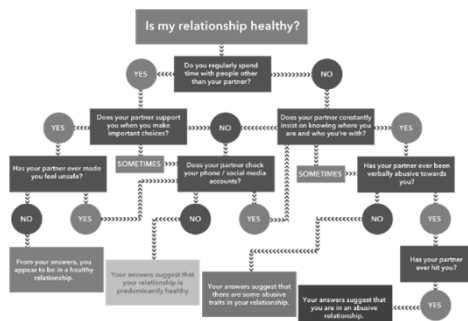 Is my relationship healthy?
Do you regularly spend
time with people other
than your partner?
YES
NO
Does your partner support
you when you make
important choices?
Does your partner constantly
insist on knowing where you
are and who you're with?
YES
NO
YES
SOMETIMES
SOMETIMES
Has your partner ever made
you feel unsafe?
Does your partner check
your phone / social media
accounts?
Has your partner ever been
verbally abusive towards
you?
NO
YES
NO
YES
NO
YES
From your answers, you
appear to be in a healthy
relationship.
Your answers suggest that
your relationship is
predominantly healthy
Your answers suggest that
there are some abusive
traits in your relationship.
Your answers suggest that
you are in an abusive
relationship.
Has your partner
ever hit you?
YES